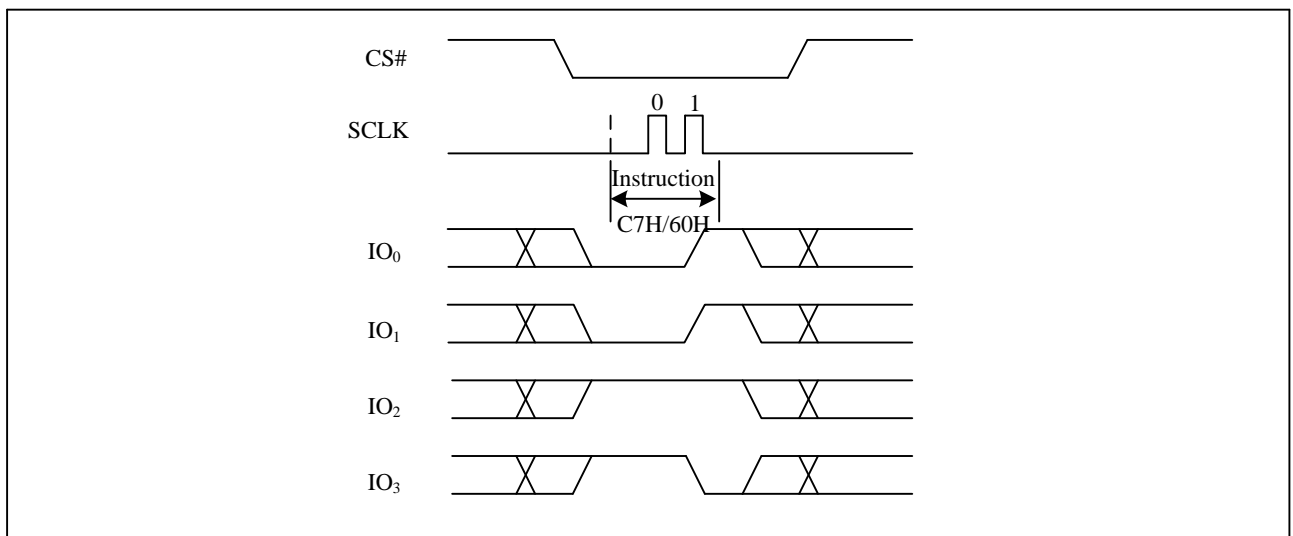 CS#
0 1
SCLK
Instruction
C7H/60H
IO0
IO1
IO2
IO3